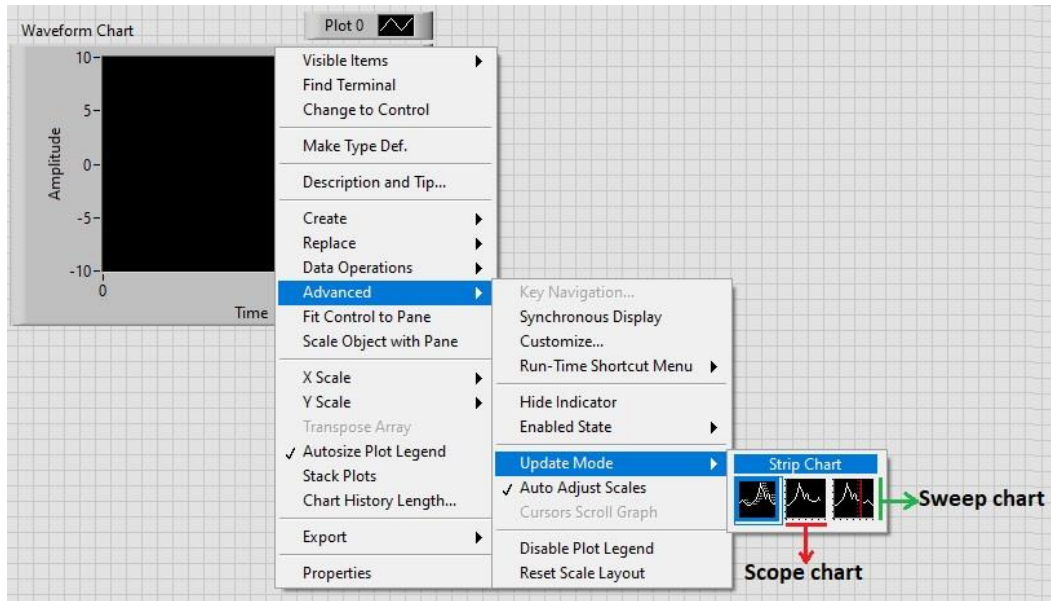 Waveform Chart
Plot 0
10
5
0
-5
-10
Amplitude
0
Time
Visible Items
Find Terminal
Change to Control
Make Type Def.
Description and Tip...
Create
Replace
Data Operations
Advanced
Fit Control to Pane
Scale Object with Pane
X Scale
Y Scale
Transpose Array
Autosize Plot Legend
Stack Plots
Chart History Length...
Export
Properties
Key Navigation...
Synchronous Display
Customize...
Run-Time Shortcut Menu
Hide Indicator
Enabled State
Update Mode
Auto Adjust Scales
Cursors Scroll Graph
Disable Plot Legend
Reset Scale Layout
Strip Chart
Sweep chart
Scope chart